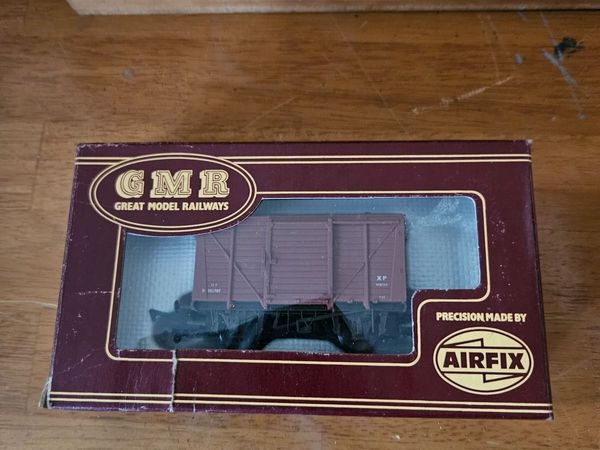 GMR
GREAT MODEL RAILWAYS
XP
PRECISION MADE BY
AIRFIX